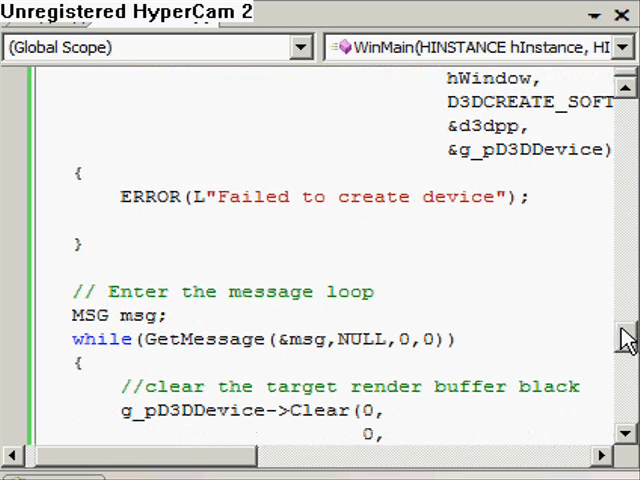 Unregistered HyperCam 2
(Global Scope)
WinMain(HINSTANCE hInstance, HI
hWindow,
D3DCREATE_SOFT
&d3dpp,
&g_pD3DDevice)
{
ERROR(L"Failed to create device");
}
// Enter the message loop
MSG msg;
while(GetMessage(&msg,NULL,0,0))
{
//clear the target render buffer black
g_pD3DDevice->Clear(0,
0,